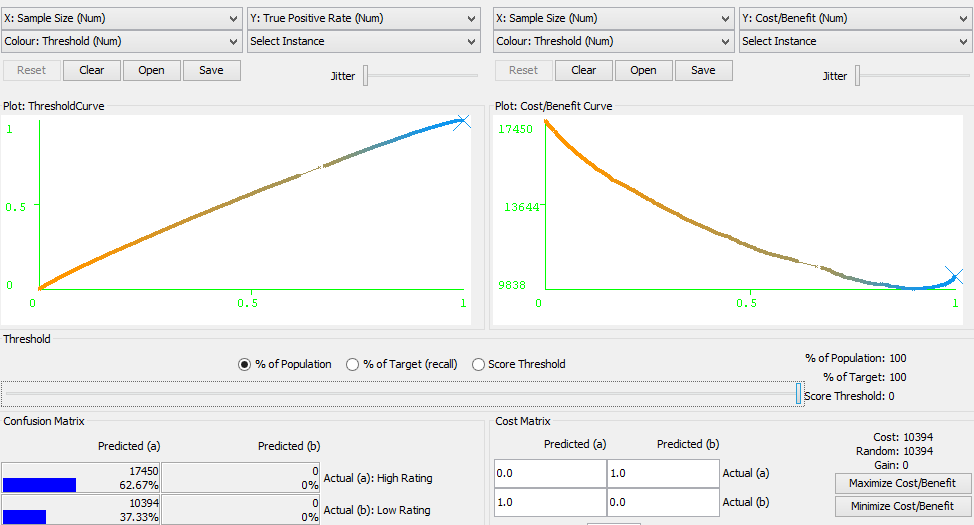 X: Sample Size (Num)
Y: True Positive Rate (Num)
X: Sample Size (Num)
Y: Cost/Benefit (Num)
Colour: Threshold (Num)
Select Instance
Colour: Threshold (Num)
Select Instance
Reset
Clear
Open
Save
Jitter
Reset
Clear
Open
Save
Jitter
Plot: ThresholdCurve
1
0.5
0
0
0.5
1
Plot: Cost/Benefit Curve
17450
13644
9838
0
0.5
1
Threshold
% of Population
% of Target (recall)
Score Threshold
% of Population: 100
% of Target: 100
Score Threshold: 0
Confusion Matrix
Predicted (a)
Predicted (b)
17450
62.67%
0
0%
Actual (a): High Rating
10394
37.33%
0
0%
Actual (b): Low Rating
Cost Matrix
Predicted (a)
Predicted (b)
0.0
1.0
Actual (a)
1.0
0.0
Actual (b)
Cost: 10394
Random: 10394
Gain: 0
Maximize Cost/Benefit
Minimize Cost/Benefit